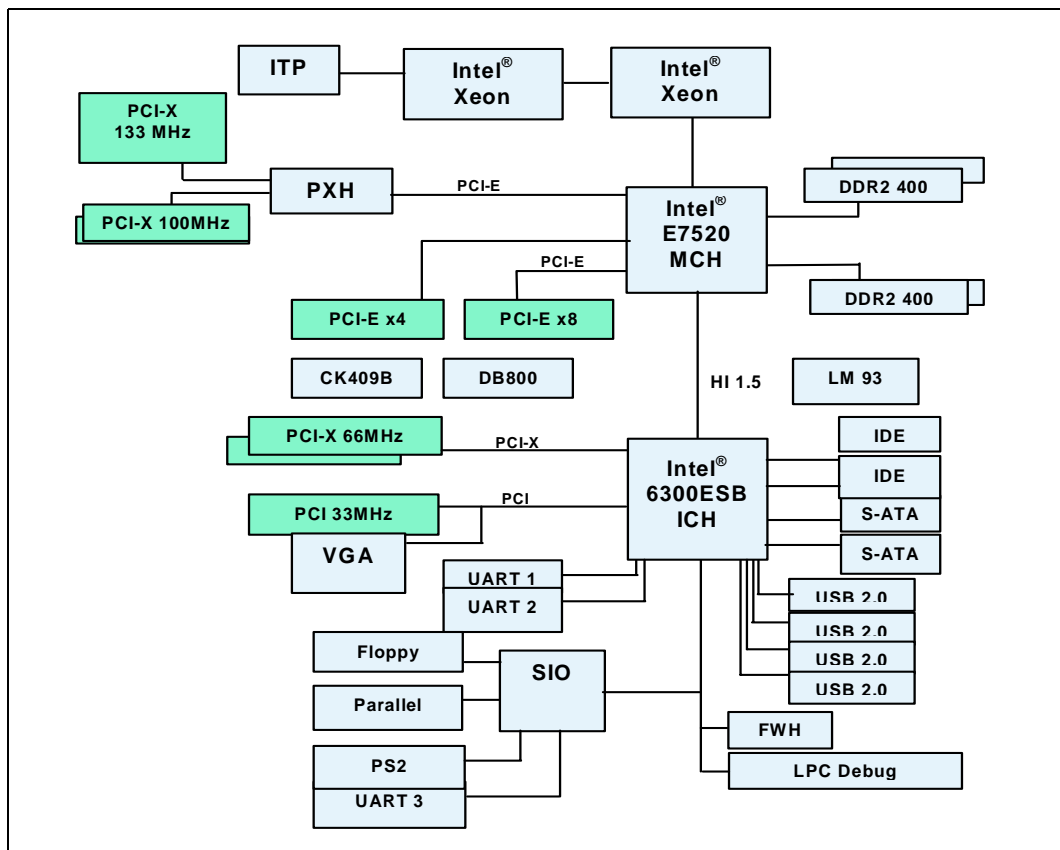 ITP
Intel®
Xeon
Intel®
Xeon
PCI-X
133 MHz
PXH
PCI-E
Intel®
E7520
MCH
DDR2 400
PCI-X 100MHz
PCI-E
DDR2 400
PCI-E x4
PCI-E x8
CK409B
DB800
HI 1.5
LM 93
PCI-X 66MHz
PCI-X
Intel®
6300ESB
ICH
IDE
IDE
PCI 33MHz
PCI
S-ATA
VGA
S-ATA
UART 1
UART 2
USB 2.0
USB 2.0
USB 2.0
USB 2.0
Floppy
SIO
Parallel
FWH
PS2
LPC Debug
UART 3